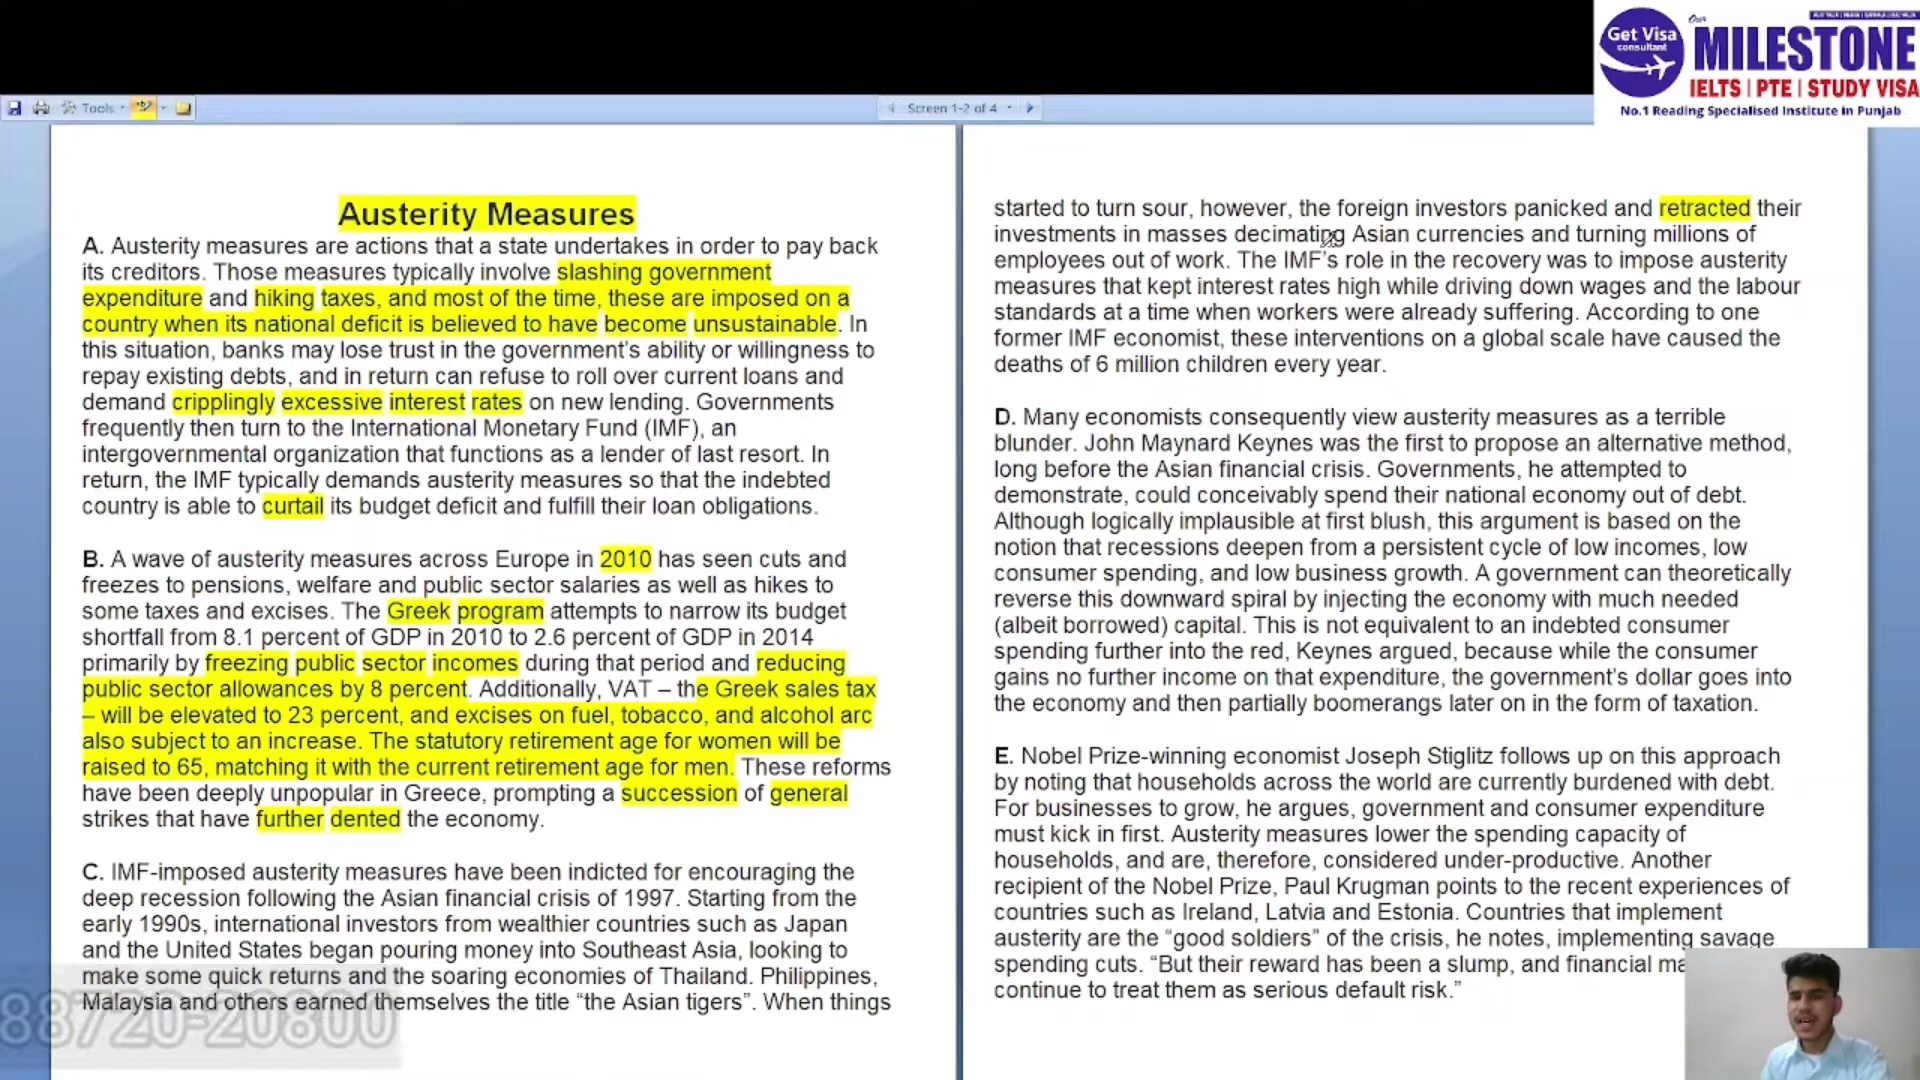 Get Visa
consultant
Our
MILESTONE
IELTS | PTE | STUDY VISA
No.1 Reading Specialised Institute in Punjab
Tools
Screen 1-2 of 4
Austerity Measures
A. Austerity measures are actions that a state undertakes in order to pay back
its creditors. Those measures typically involve slashing government
expenditure and hiking taxes, and most of the time, these are imposed on a
country when its national deficit is believed to have become unsustainable. In
this situation, banks may lose trust in the government's ability or willingness to
repay existing debts, and in return can refuse to roll over current loans and
demand cripplingly excessive interest rates on new lending. Governments
frequently then turn to the International Monetary Fund (IMF), an
intergovernmental organization that functions as a lender of last resort. In
return, the IMF typically demands austerity measures so that the indebted
country is able to curtail its budget deficit and fulfill their loan obligations.
B. A wave of austerity measures across Europe in 2010 has seen cuts and
freezes to pensions, welfare and public sector salaries as well as hikes to
some taxes and excises. The Greek program attempts to narrow its budget
shortfall from 8.1 percent of GDP in 2010 to 2.6 percent of GDP in 2014
primarily by freezing public sector incomes during that period and reducing
public sector allowances by 8 percent. Additionally, VAT – the Greek sales tax
– will be elevated to 23 percent, and excises on fuel, tobacco, and alcohol arc
also subject to an increase. The statutory retirement age for women will be
raised to 65, matching it with the current retirement age for men. These reforms
have been deeply unpopular in Greece, prompting a succession of general
strikes that have further dented the economy.
C. IMF-imposed austerity measures have been indicted for encouraging the
deep recession following the Asian financial crisis of 1997. Starting from the
early 1990s, international investors from wealthier countries such as Japan
and the United States began pouring money into Southeast Asia, looking to
make some quick returns and the soaring economies of Thailand. Philippines,
Malaysia and others earned themselves the title “the Asian tigers”. When things
88720-20800
started to turn sour, however, the foreign investors panicked and retracted their
investments in masses decimating Asian currencies and turning millions of
employees out of work. The IMF's role in the recovery was to impose austerity
measures that kept interest rates high while driving down wages and the labour
standards at a time when workers were already suffering. According to one
former IMF economist, these interventions on a global scale have caused the
deaths of 6 million children every year.
D. Many economists consequently view austerity measures as a terrible
blunder. John Maynard Keynes was the first to propose an alternative method,
long before the Asian financial crisis. Governments, he attempted to
demonstrate, could conceivably spend their national economy out of debt.
Although logically implausible at first blush, this argument is based on the
notion that recessions deepen from a persistent cycle of low incomes, low
consumer spending, and low business growth. A government can theoretically
reverse this downward spiral by injecting the economy with much needed
(albeit borrowed) capital. This is not equivalent to an indebted consumer
spending further into the red, Keynes argued, because while the consumer
gains no further income on that expenditure, the government's dollar goes into
the economy and then partially boomerangs later on in the form of taxation.
E. Nobel Prize-winning economist Joseph Stiglitz follows up on this approach
by noting that households across the world are currently burdened with debt.
For businesses to grow, he argues, government and consumer expenditure
must kick in first. Austerity measures lower the spending capacity of
households, and are, therefore, considered under-productive. Another
recipient of the Nobel Prize, Paul Krugman points to the recent experiences of
countries such as Ireland, Latvia and Estonia. Countries that implement
austerity are the “good soldiers” of the crisis, he notes, implementing savage
spending cuts. “But their reward has been a slump, and financial ma
continue to treat them as serious default risk.”